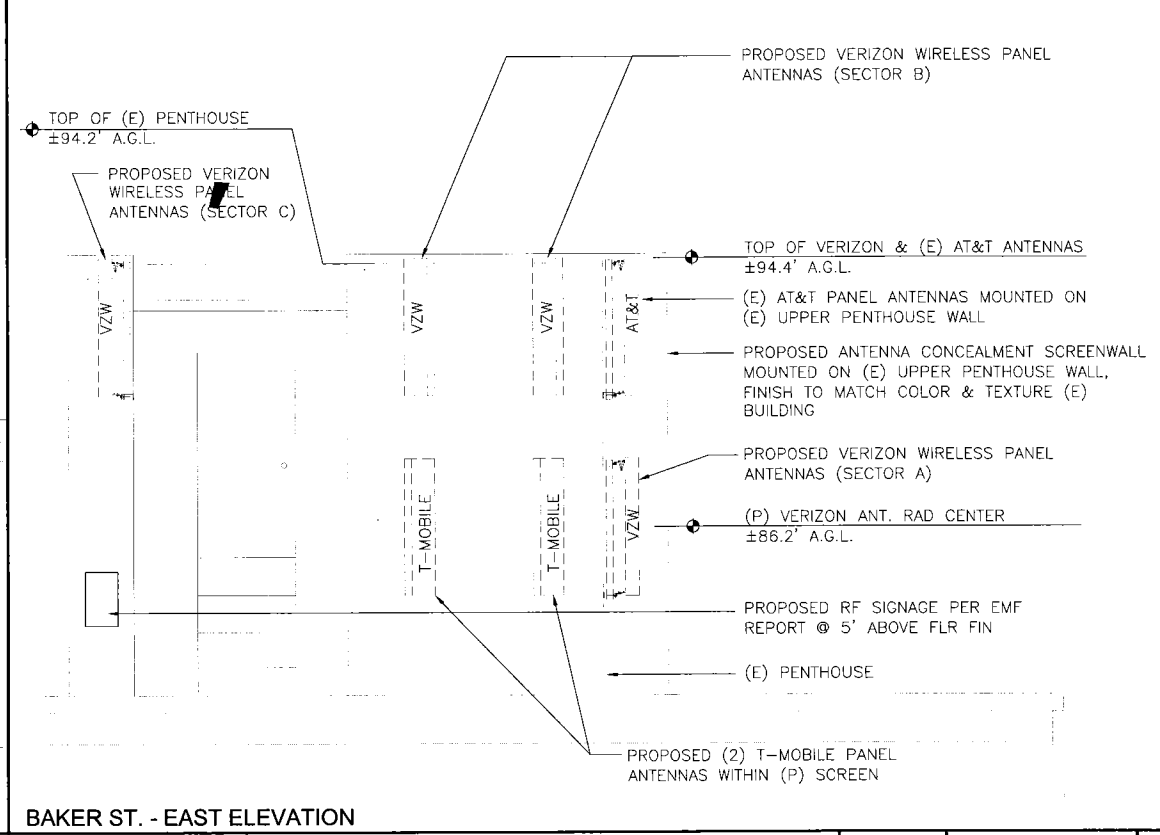 PROPOSED VERIZON WIRELESS PANEL
ANTENNAS (SECTOR B)
TOP OF (E) PENTHOUSE
±94.2' A.G.L.
PROPOSED VERIZON
WIRELESS PANEL
ANTENNAS (SECTOR C)
TOP OF VERIZON & (E) AT&T ANTENNAS
±94.4' A.G.L.
(E) AT&T PANEL ANTENNAS MOUNTED ON
(E) UPPER PENTHOUSE WALL
VZW
VZW
VZW
AT&T
PROPOSED ANTENNA CONCEALMENT SCREENWALL
MOUNTED ON (E) UPPER PENTHOUSE WALL,
FINISH TO MATCH COLOR & TEXTURE (E)
BUILDING
PROPOSED VERIZON WIRELESS PANEL
ANTENNAS (SECTOR A)
T-MOBILE
T-MOBILE
VZW
(P) VERIZON ANT. RAD CENTER
±86.2' A.G.L.
PROPOSED RF SIGNAGE PER EMF
REPORT @ 5' ABOVE FLR FIN
(E) PENTHOUSE
PROPOSED (2) T-MOBILE PANEL
ANTENNAS WITHIN (P) SCREEN
BAKER ST. - EAST ELEVATION